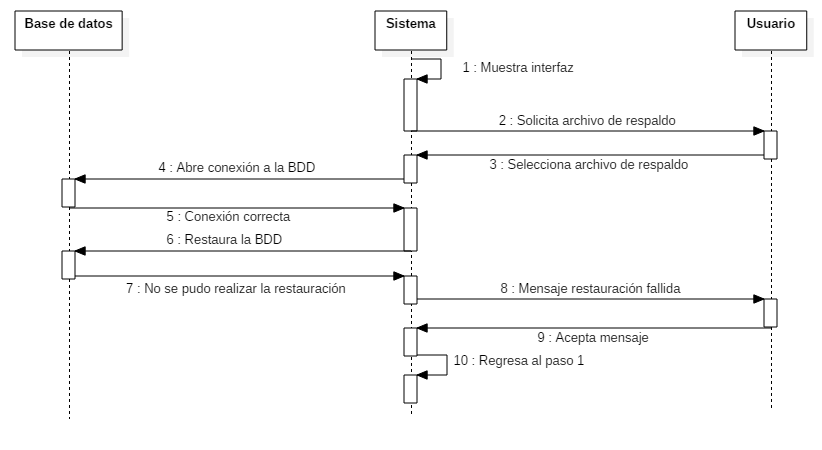 Base de datos
Sistema
Usuario
1 : Muestra interfaz
2 : Solicita archivo de respaldo
3 : Selecciona archivo de respaldo
4 : Abre conexión a la BDD
5 : Conexión correcta
6 : Restaura la BDD
7 : No se pudo realizar la restauración
8 : Mensaje restauración fallida
9 : Acepta mensaje
10 : Regresa al paso 1